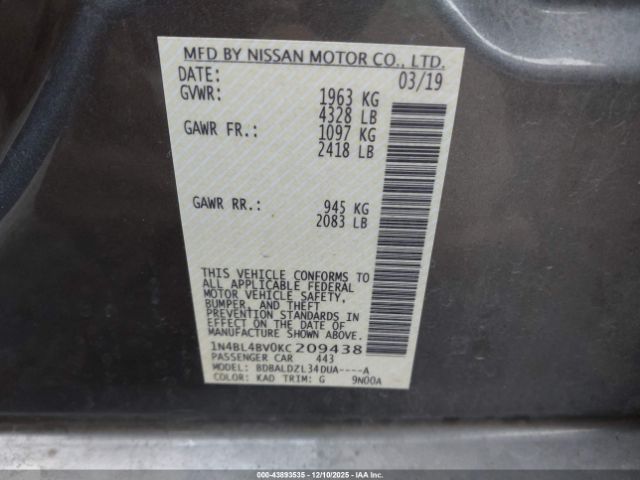 MFD BY NISSAN MOTOR CO., LTD.
DATE: 03/19
GVWR: 1963 KG
4328 LB
GAWR FR.: 1097 KG
2418 LB
GAWR RR.: 945 KG
2083 LB
THIS VEHICLE CONFORMS TO
ALL APPLICABLE FEDERAL
MOTOR VEHICLE SAFETY,
BUMPER, AND THEFT
PREVENTION STANDARDS IN
EFFECT ON THE DATE OF
MANUFACTURE SHOWN ABOVE.
1N4BL4BV0KC209438
PASSENGER CAR 443
MODEL: BDBALDZL34DUA----A
COLOR: KAD TRIM: G 9N00A
000-43893535 - 12/10/2025 - IAA